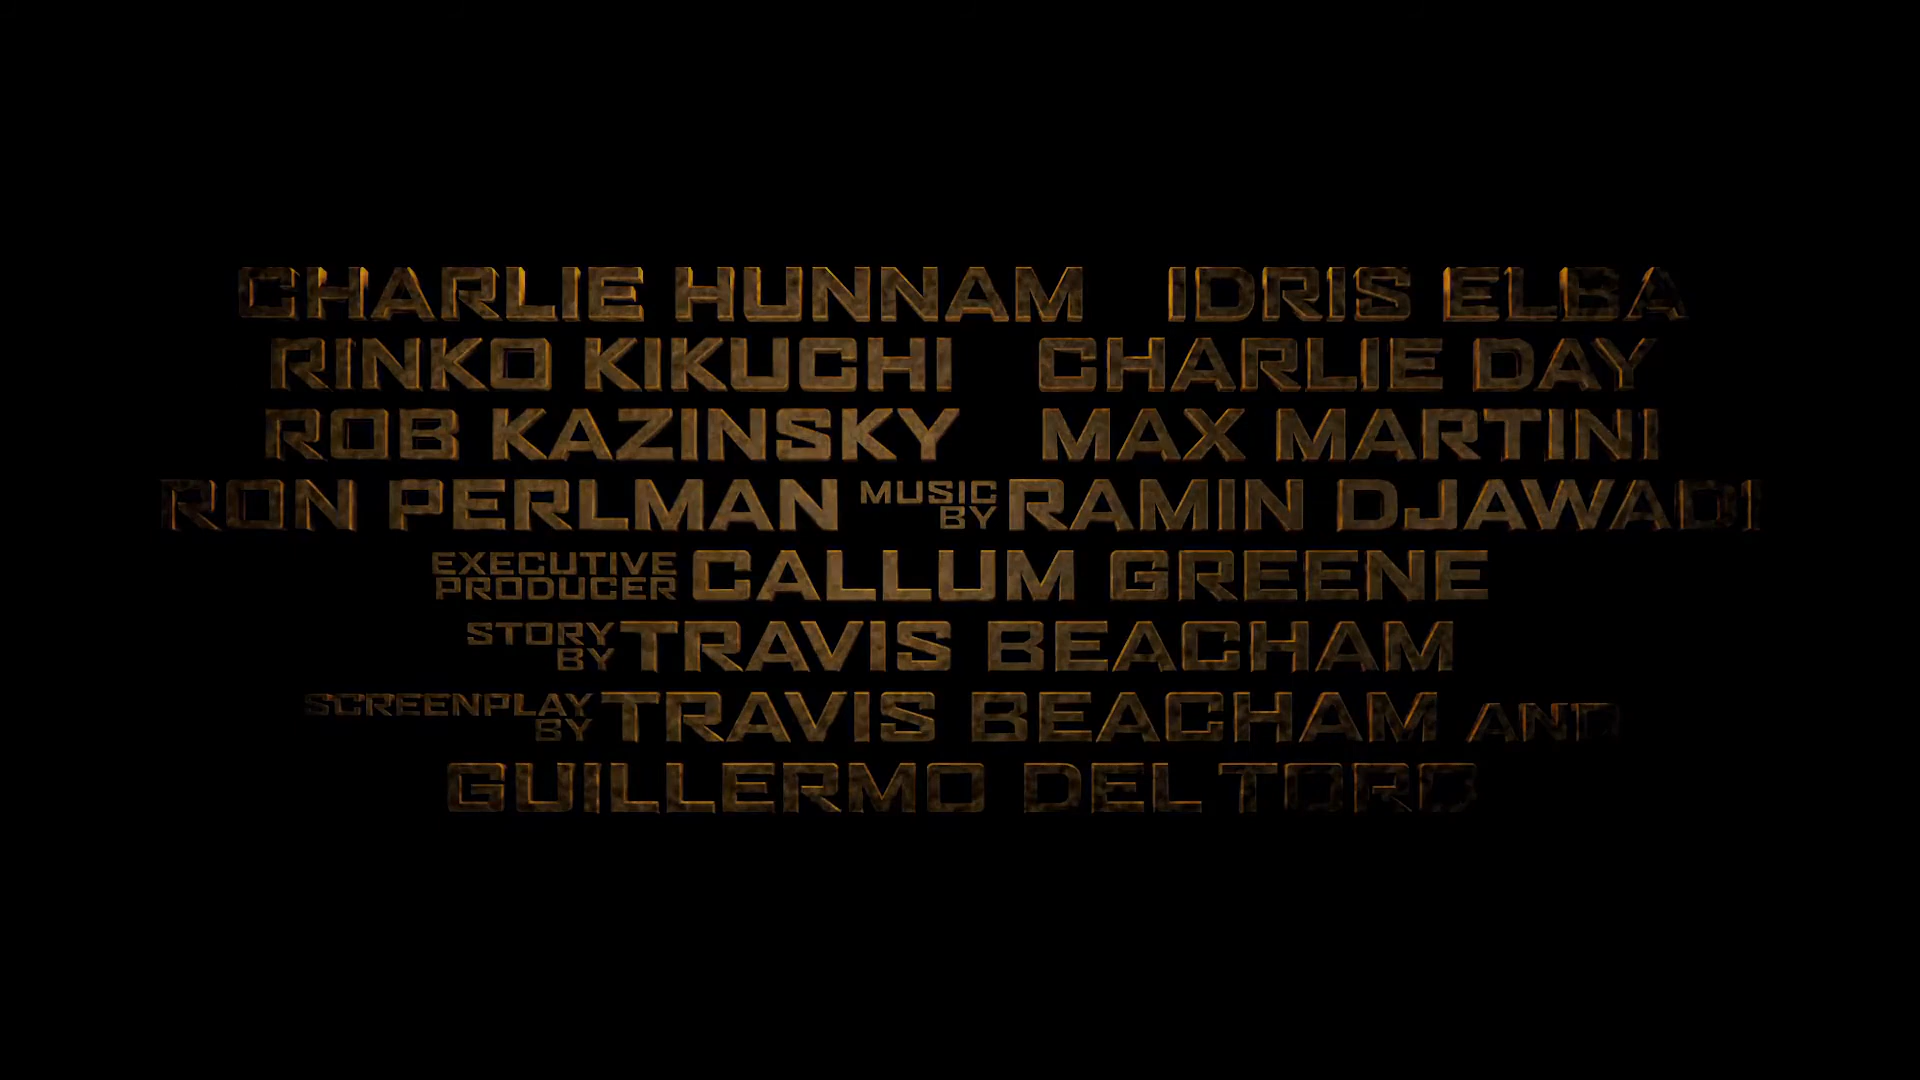 CHARLIE HUNNAM IDRIS ELBA
RINKO KIKUCHI CHARLIE DAY
ROB KAZINSKY MAX MARTINI
RON PERLMAN MUSIC BY RAMIN DJAWADI
EXECUTIVE PRODUCER CALLUM GREENE
STORY BY TRAVIS BEACHAM
SCREENPLAY BY TRAVIS BEACHAM AND
GUILLERMO DEL TORO